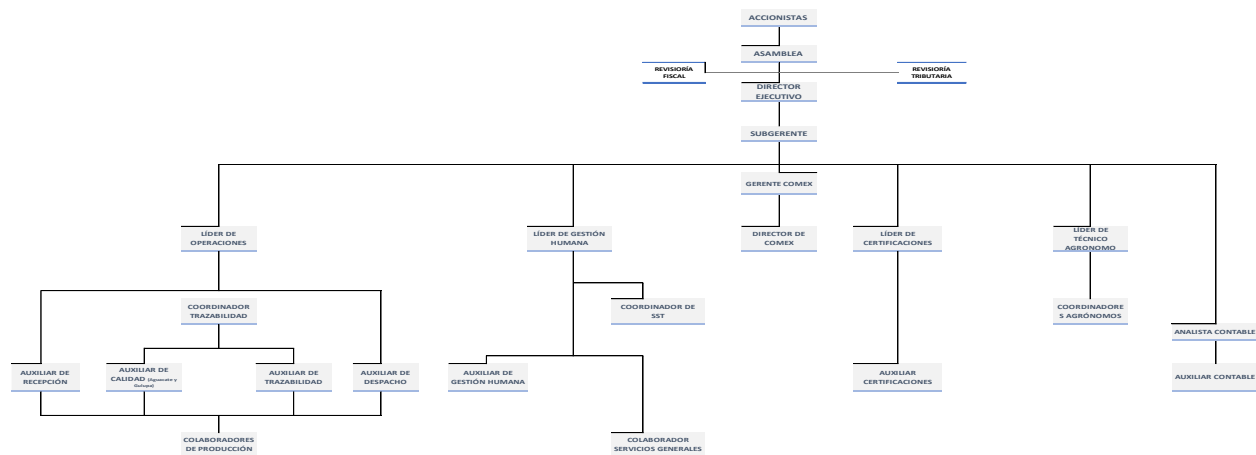 ACCIONISTAS
ASAMBLEA
REVISIORÍA
FISCAL
REVISIORÍA
TRIBUTARIA
DIRECTOR
EJECUTIVO
SUBGERENTE
GERENTE COMEX
LÍDER DE
OPERACIONES
LÍDER DE GESTIÓN
HUMANA
DIRECTOR DE
COMEX
LÍDER DE
CERTIFICACIONES
LÍDER DE
TÉCNICO
AGRONOMO
COORDINADOR
TRAZABILIDAD
COORDINADOR DE
SST
COORDINADORE
S AGRÓNOMOS
ANALISTA CONTABLE
AUXILIAR DE
RECEPCIÓN
AUXILIAR DE
CALIDAD (Aguacate y
Gulupa)
AUXILIAR DE
TRAZABILIDAD
AUXILIAR DE
DESPACHO
AUXILIAR DE
GESTIÓN HUMANA
AUXILIAR
CERTIFICACIONES
AUXILIAR CONTABLE
COLABORADORES
DE PRODUCCIÓN
COLABORADOR
SERVICIOS GENERALES